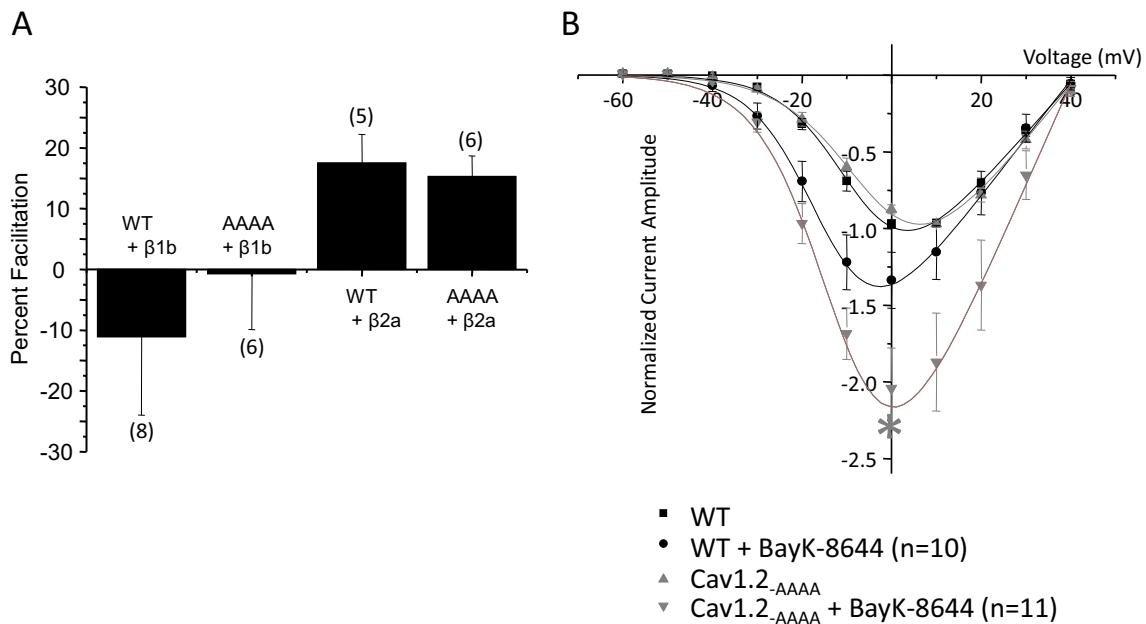 A
Percent Facilitation
30
20
10
0
-10
-20
-30
WT
+ β1b
(8)
AAAA
+ β1b
(6)
(5)
WT
+ β2a
(6)
AAAA
+ β2a
B
Voltage (mV)
-60
-40
-20
20
40
Normalized Current Amplitude
-0.5
-1.0
-1.5
-2.0
-2.5
*
WT
WT + BayK-8644 (n=10)
Cav1.2-AAAA
Cav1.2-AAAA + BayK-8644 (n=11)